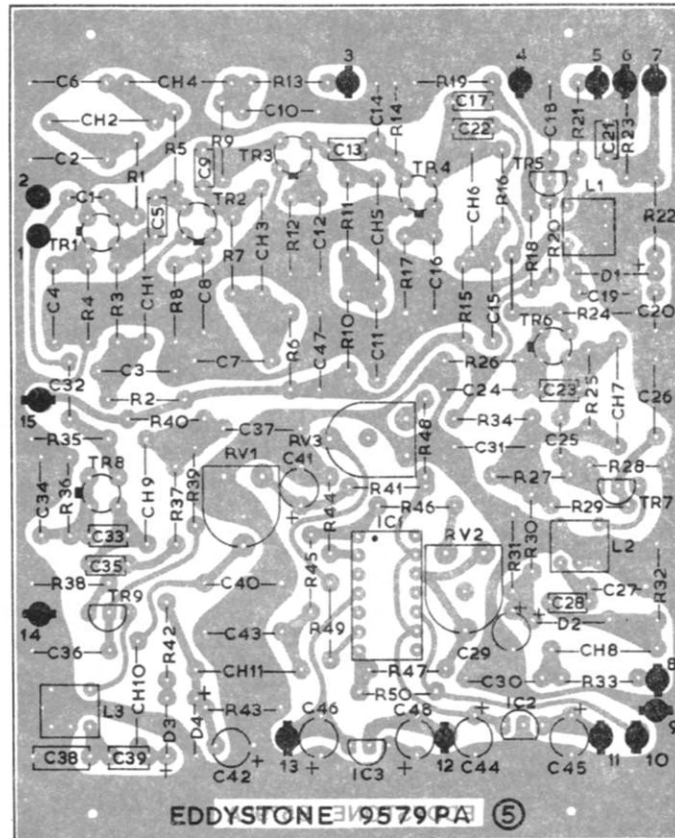 3 4 5 6 7
C6 CH4 R13 R19
CH2 C10 C14 R14 C17 C18 R21 C21 R23
C22
C2 R1 R5 C9 R9 TR3 C13 TR4 CH6 R16 TR5
2 C1 C5 TR2 L1
1 TR1 R7 CH3 R12 C12 R11 CH5 R18 R20 R22
C4 R4 R3 CH1 R8 C8 R17 C16 + D1
R15 C15 C19
R6 C47 R10 C11 TR6 R24 C20
C7 R26
C32 C3 C24 C23 R25 CH7 C26
15 R2
R40 C37 RV3 R48 R34 C25
R35 C31
TR8 RV1 C41 R27 R28
C34 R36 CH9 R37 R39 R44 R41 R46 R29 TR7
+ IC1
C33 R45 RV2 R31 R30 L2
C35
R38 C40 C27 R32
TR9 C28
14 R42 C43 + + D2
C36 R49 C29 CH8
CH10 CH11 R47 8
R50 C30 R33
L3 D3 D4 + R43 C46 C48 IC2 9
C38 C39 + C42 + 13 + IC3 + 12 C44 + C45 + 11 10
EDDYSTONE 9579PA 5
EDDYSTONE